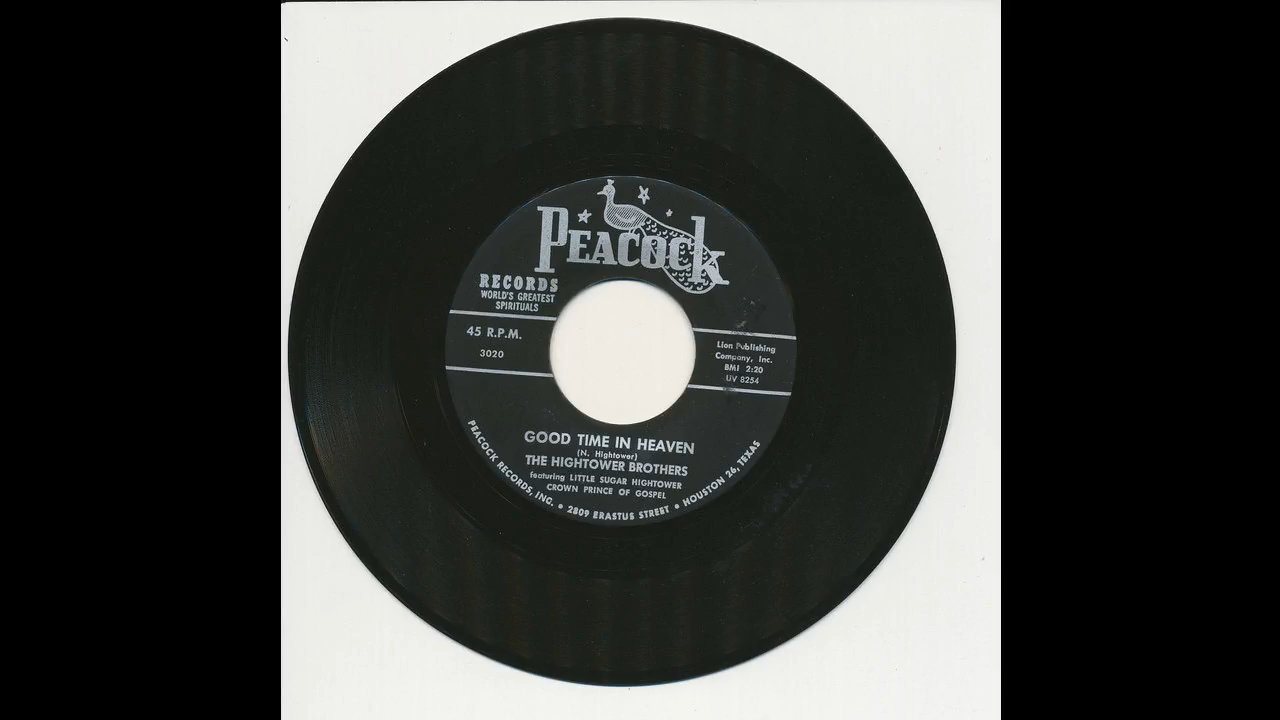 PEACOCK
RECORDS
WORLD'S GREATEST
SPIRITUALS
45 R.P.M.
3020
Lion Publishing
Company, Inc.
BMI 2:20
UV 8254
GOOD TIME IN HEAVEN
(N. Hightower)
THE HIGHTOWER BROTHERS
featuring LITTLE SUGAR HIGHTOWER
CROWN PRINCE OF GOSPEL
PEACOCK RECORDS, INC. • 2809 ERASTUS STREET • HOUSTON 26, TEXAS